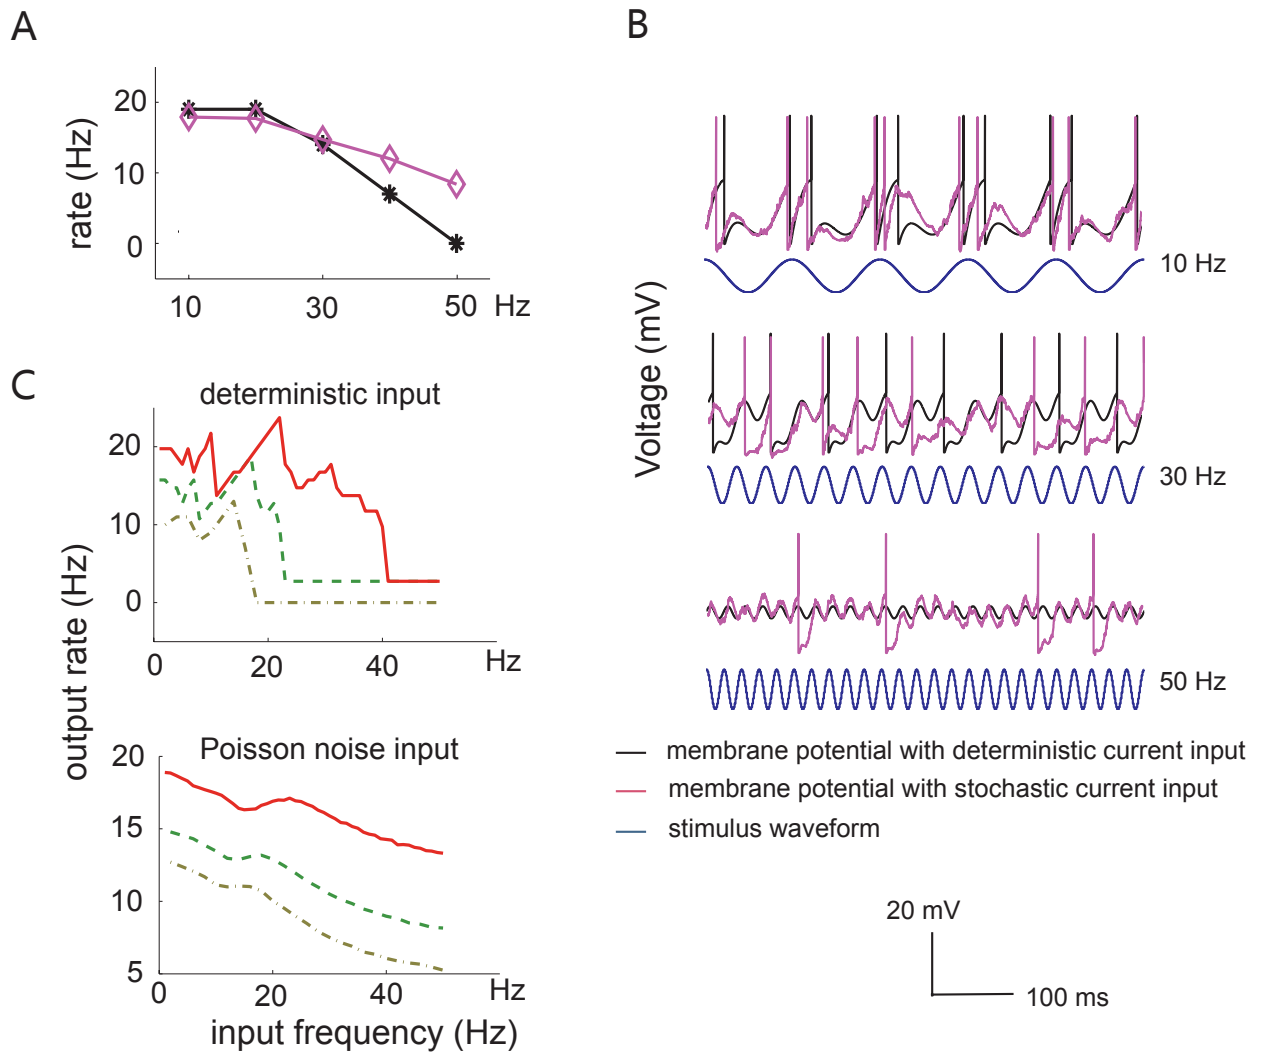 A
rate (Hz)
20
10
0
10
30
50
Hz
B
Voltage (mV)
10 Hz
30 Hz
50 Hz
membrane potential with deterministic current input
membrane potential with stochastic current input
stimulus waveform
20 mV
100 ms
C
output rate (Hz)
deterministic input
20
10
0
0
20
40
Hz
Poisson noise input
20
15
10
5
0
20
40
Hz
input frequency (Hz)